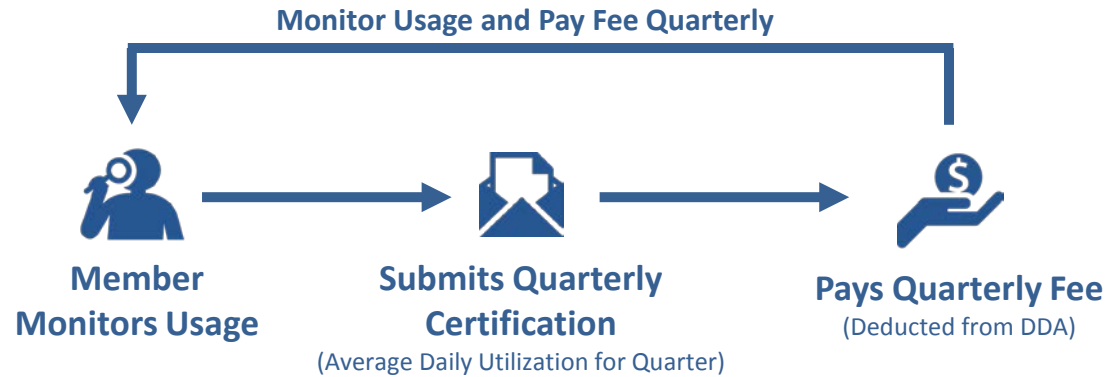 Monitor Usage and Pay Fee Quarterly
$
Member
Monitors Usage
Submits Quarterly
Certification
(Average Daily Utilization for Quarter)
Pays Quarterly Fee
(Deducted from DDA)